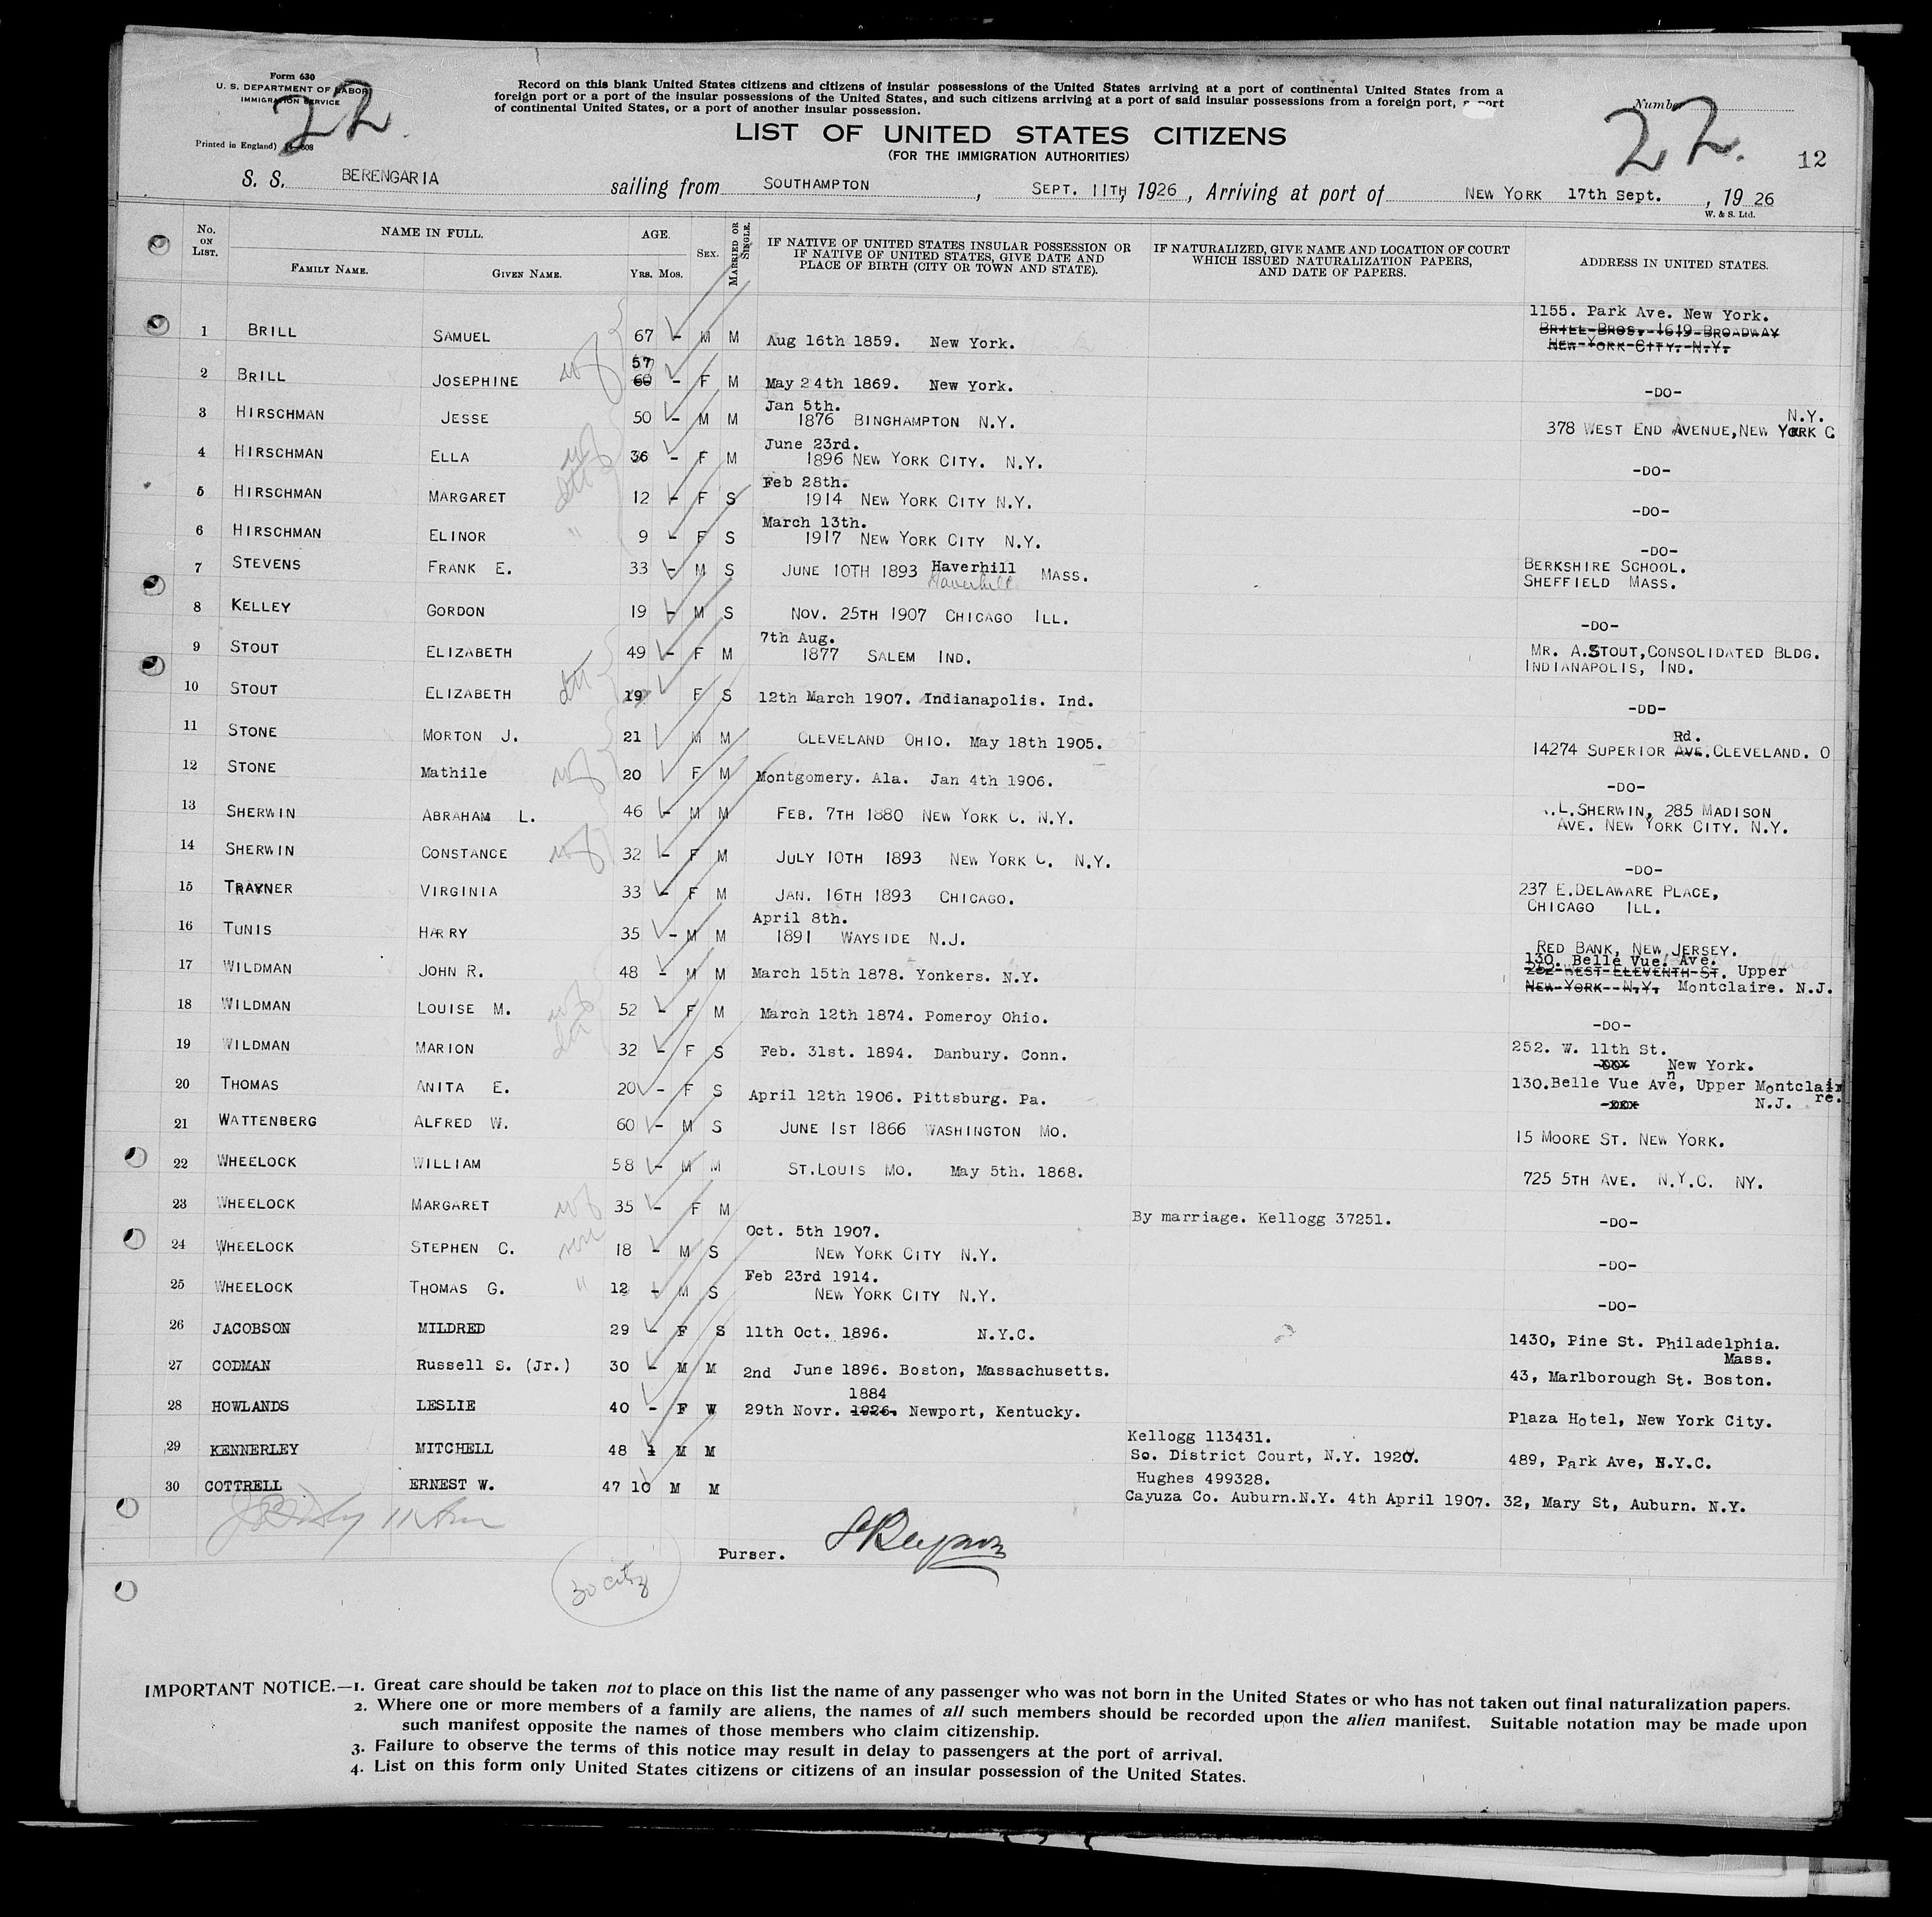 Form 630
U. S. DEPARTMENT OF LABOR
IMMIGRATION SERVICE
22.
Printed in England)
Record on this blank United States citizens and citizens of insular possessions of the United States arriving at a port of continental United States from a
foreign port or a port of the insular possessions of the United States, and such citizens arriving at a port of said insular possessions from a foreign port, a port
of continental United States, or a port of another insular possession.
LIST OF UNITED STATES CITIZENS
(FOR THE IMMIGRATION AUTHORITIES)
Number
22.
12
S. S. BERENGARIA sailing from SOUTHAMPTON, SEPT. 11TH, 1926, Arriving at port of NEW YORK 17th Sept., 1926
W. & S. Ltd.
No. ON LIST. NAME IN FULL. FAMILY NAME. GIVEN NAME. AGE. YRS. MOS. SEX. MARRIED OR SINGLE.
IF NATIVE OF UNITED STATES INSULAR POSSESSION OR
IF NATIVE OF UNITED STATES, GIVE DATE AND
PLACE OF BIRTH (CITY OR TOWN AND STATE).
IF NATURALIZED, GIVE NAME AND LOCATION OF COURT
WHICH ISSUED NATURALIZATION PAPERS,
AND DATE OF PAPERS.
ADDRESS IN UNITED STATES.
1155. Park Ave. New York.
1 BRILL SAMUEL 67 - M M Aug 16th 1859. New York. BRILL BROS. 1619 BROADWAY
NEW YORK CITY. N.Y.
57
2 BRILL JOSEPHINE 60 - F M May 24th 1869. New York. -DO-
Jan 5th. N.Y.
3 HIRSCHMAN JESSE 50 - M M 1876 BINGHAMPTON N.Y. 378 WEST END AVENUE, NEW YORK C
June 23rd.
4 HIRSCHMAN ELLA 36 - F M 1896 NEW YORK CITY. N.Y. -DO-
Feb 28th.
5 HIRSCHMAN MARGARET 12 - F S 1914 NEW YORK CITY N.Y. -DO-
March 13th.
6 HIRSCHMAN ELINOR 9 - F S 1917 NEW YORK CITY N.Y. -DO-
7 STEVENS FRANK E. 33 - M S JUNE 10TH 1893 Haverhill MASS. BERKSHIRE SCHOOL.
Haverhill SHEFFIELD MASS.
8 KELLEY GORDON 19 - M S NOV. 25TH 1907 CHICAGO ILL. -DO-
7th Aug.
9 STOUT ELIZABETH 49 - F M 1877 SALEM IND. MR. A.STOUT, CONSOLIDATED BLDG.
INDIANAPOLIS, IND.
10 STOUT ELIZABETH 19 F S 12th March 1907. Indianapolis. Ind. -DD-
Rd.
11 STONE MORTON J. 21 M M CLEVELAND OHIO. May 18th 1905. 14274 SUPERIOR AVE. CLEVELAND. O
12 STONE Mathile 20 F M Montgomery. Ala. Jan 4th 1906. -DO-
13 SHERWIN ABRAHAM L. 46 - M M FEB. 7TH 1880 NEW YORK C. N.Y. .L.SHERWIN, 285 MADISON
AVE. NEW YORK CITY. N.Y.
14 SHERWIN CONSTANCE 32 - F M JULY 10TH 1893 NEW YORK C. N.Y. -DO-
15 TRAYNER VIRGINIA 33 - F M JAN. 16TH 1893 CHICAGO. 237 E.DELAWARE PLACE,
CHICAGO ILL.
April 8th.
16 TUNIS HARRY 35 - M M 1891 WAYSIDE N.J. RED BANK, NEW JERSEY.
130. Belle Vue. Ave.
17 WILDMAN JOHN R. 48 - M M March 15th 1878. Yonkers. N.Y. 252 WEST ELEVENTH ST. Upper
NEW YORK N.Y. Montclaire. N.J.
18 WILDMAN LOUISE M. 52 - F M March 12th 1874. Pomeroy Ohio. -DO-
19 WILDMAN MARION 32 - F S Feb. 31st. 1894. Danbury. Conn. 252. W. 11th St.
-DO- New York.
20 THOMAS ANITA E. 20 - F S April 12th 1906. Pittsburg. Pa. 130.Belle Vue Ave, Upper Montclair
-DO- N.J. re.
21 WATTENBERG ALFRED W. 60 - M S JUNE 1ST 1866 WASHINGTON MO. 15 MOORE ST. NEW YORK.
22 WHEELOCK WILLIAM 58 - M M ST.LOUIS MO. May 5th. 1868. 725 5TH AVE. N.Y.C. NY.
23 WHEELOCK MARGARET 35 - F M By marriage. Kellogg 37251. -DO-
Oct. 5th 1907.
24 WHEELOCK STEPHEN C. 18 - M S NEW YORK CITY N.Y. -DO-
Feb 23rd 1914.
25 WHEELOCK THOMAS G. 12 - M S NEW YORK CITY N.Y. -DO-
26 JACOBSON MILDRED 29 - F S 11th Oct. 1896. N.Y.C. 1430, Pine St. Philadelphia.
Mass.
27 CODMAN Russell S. (Jr.) 30 - M M 2nd June 1896. Boston, Massachusetts. 43, Marlborough St. Boston.
1884
28 HOWLANDS LESLIE 40 - F W 29th Novr. 1926. Newport, Kentucky. Plaza Hotel, New York City.
Kellogg 113431.
29 KENNERLEY MITCHELL 48 1 M M So. District Court, N.Y. 1920. 489, Park Ave, N.Y.C.
Hughes 499328.
30 COTTRELL ERNEST W. 47 10 M M Cayuza Co. Auburn.N.Y. 4th April 1907. 32, Mary St, Auburn. N.Y.
Purser.
30 citz
IMPORTANT NOTICE.—1. Great care should be taken not to place on this list the name of any passenger who was not born in the United States or who has not taken out final naturalization papers.
2. Where one or more members of a family are aliens, the names of all such members should be recorded upon the alien manifest. Suitable notation may be made upon
such manifest opposite the names of those members who claim citizenship.
3. Failure to observe the terms of this notice may result in delay to passengers at the port of arrival.
4. List on this form only United States citizens or citizens of an insular possession of the United States.